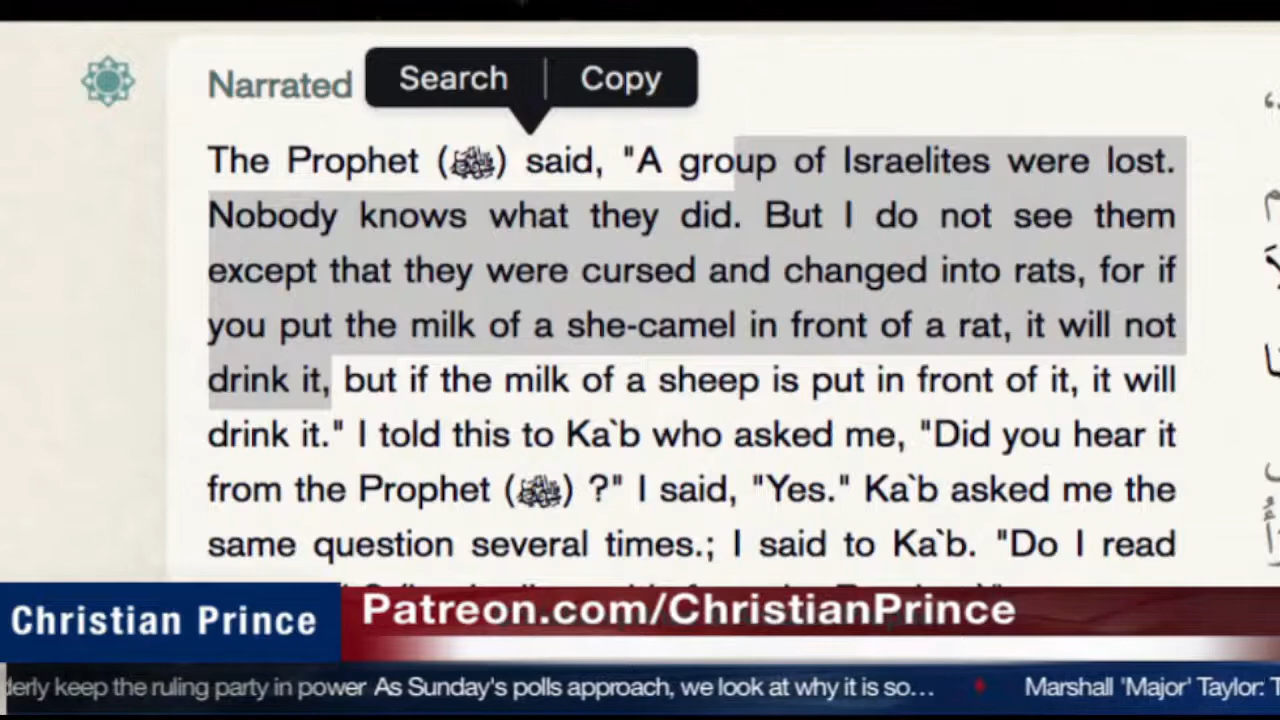 Search Copy
Narrated
The Prophet (ﷺ) said, "A group of Israelites were lost.
Nobody knows what they did. But I do not see them
except that they were cursed and changed into rats, for if
you put the milk of a she-camel in front of a rat, it will not
drink it, but if the milk of a sheep is put in front of it, it will
drink it." I told this to Ka`b who asked me, "Did you hear it
from the Prophet (ﷺ) ?" I said, "Yes." Ka`b asked me the
same question several times.; I said to Ka`b. "Do I read
Christian Prince
Patreon.com/ChristianPrince
derly keep the ruling party in power As Sunday's polls approach, we look at why it is so... Marshall 'Major' Taylor: T